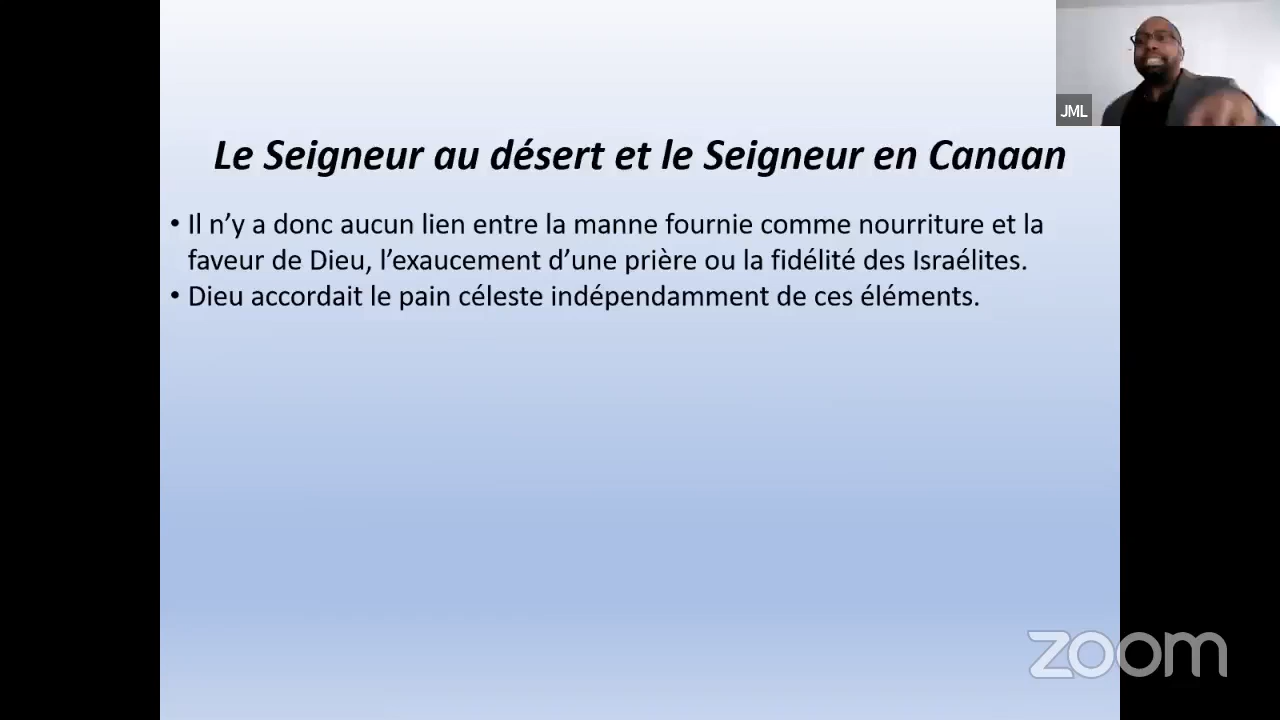 JML
Le Seigneur au désert et le Seigneur en Canaan
• Il n’y a donc aucun lien entre la manne fournie comme nourriture et la
faveur de Dieu, l’exaucement d’une prière ou la fidélité des Israélites.
• Dieu accordait le pain céleste indépendamment de ces éléments.
zoom